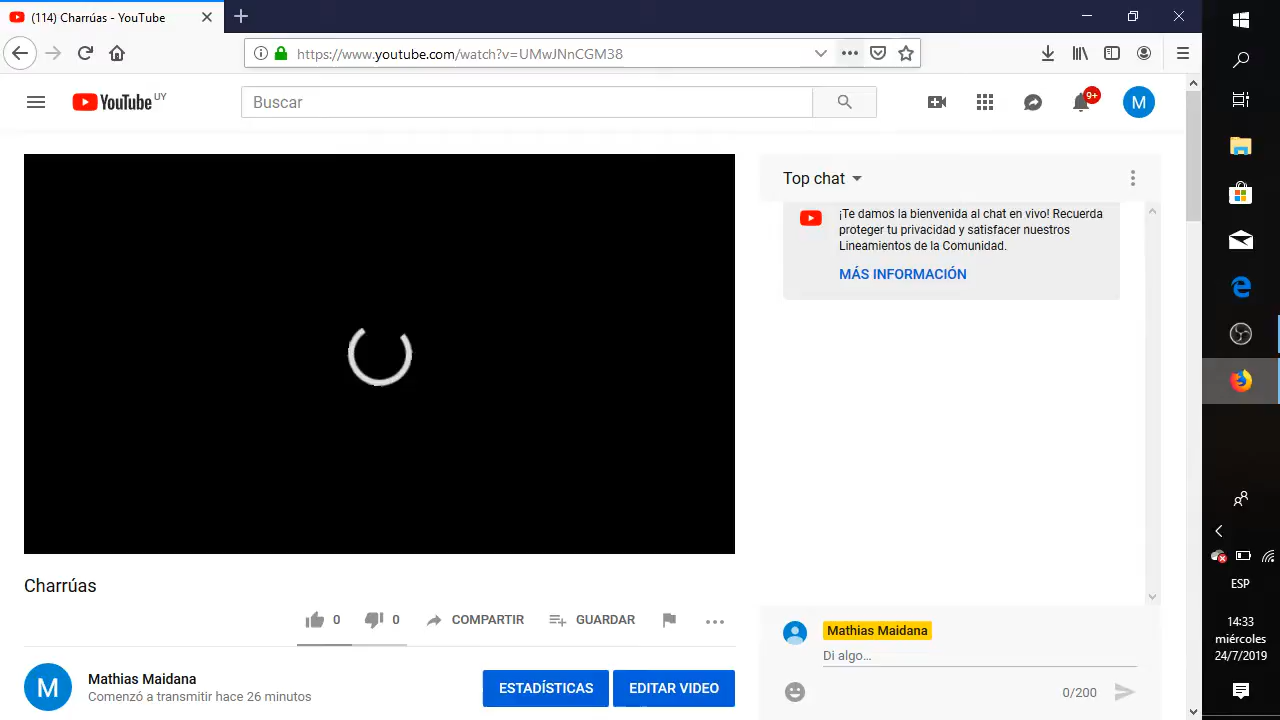 (114) Charrúas - YouTube
https://www.youtube.com/watch?v=UMwJNnCGM38
YouTube UY
Buscar
9+
M
Top chat
¡Te damos la bienvenida al chat en vivo! Recuerda
proteger tu privacidad y satisfacer nuestros
Lineamientos de la Comunidad.
MÁS INFORMACIÓN
Charrúas
0
0
COMPARTIR
GUARDAR
M
Mathias Maidana
Comenzó a transmitir hace 26 minutos
ESTADÍSTICAS
EDITAR VIDEO
Mathias Maidana
Di algo...
0/200
ESP
14:33
miércoles
24/7/2019